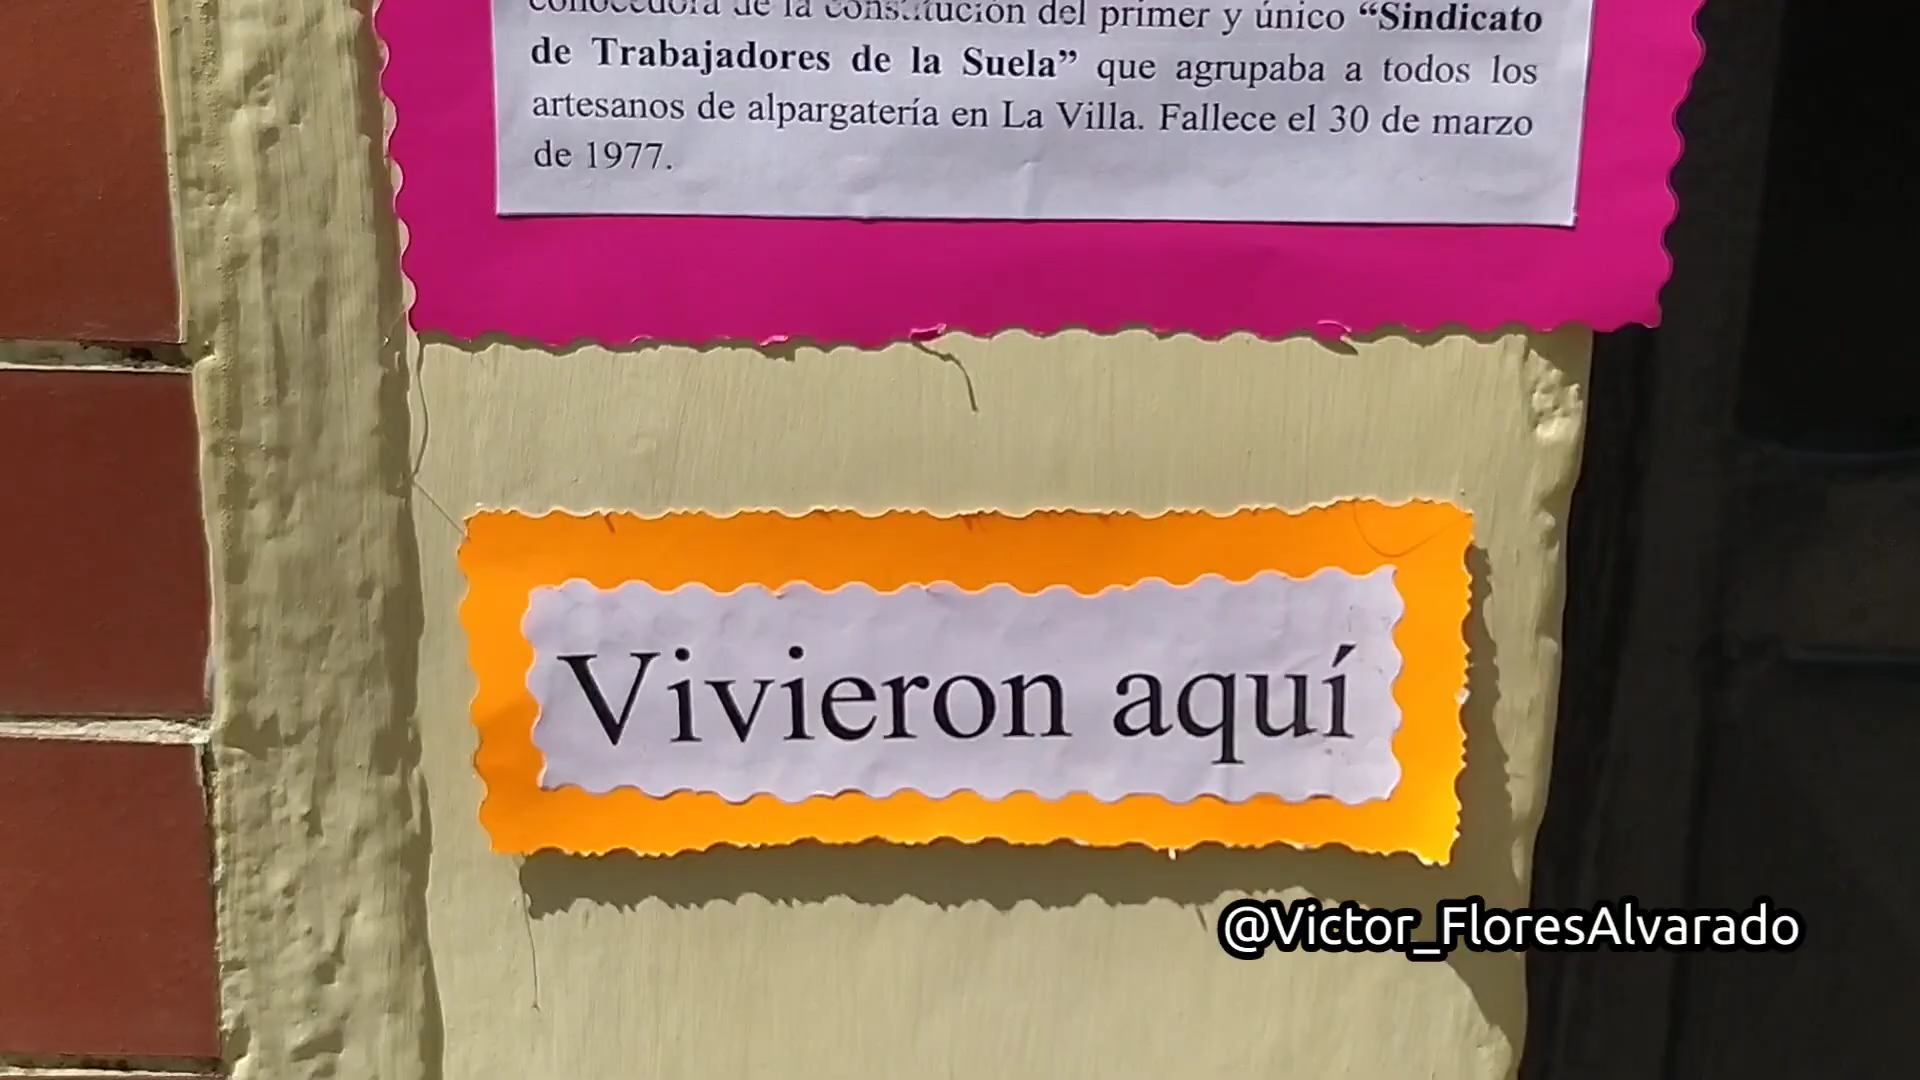 conocedora de la constitución del primer y único “Sindicato
de Trabajadores de la Suela” que agrupaba a todos los
artesanos de alpargatería en La Villa. Fallece el 30 de marzo
de 1977.
Vivieron aquí
@Victor_FloresAlvarado